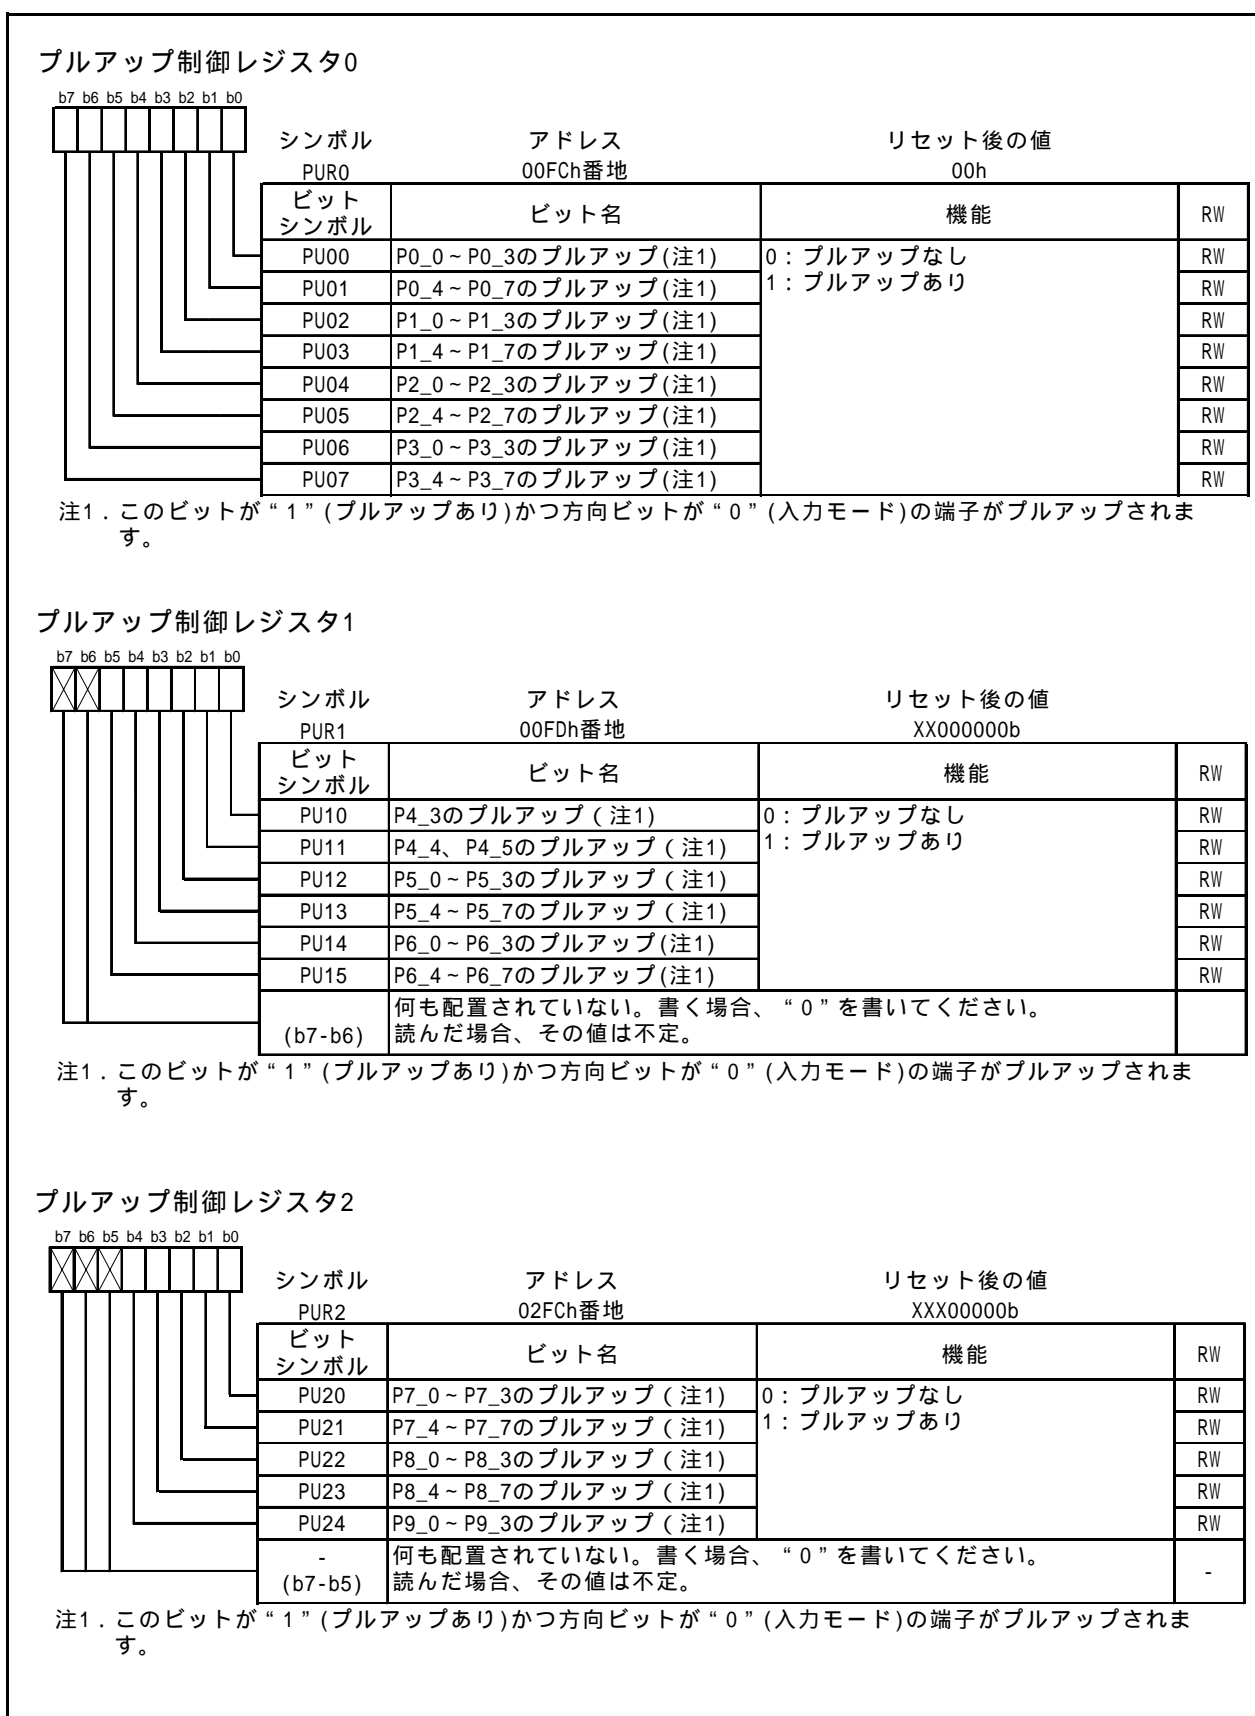 プルアップ制御レジスタ0
b7 b6 b5 b4 b3 b2 b1 b0
シンボル アドレス リセット後の値
PUR0 00FCh番地 00h
ビット
シンボル ビット名 機能 RW
PU00 P0_0～P0_3のプルアップ(注1) 0：プルアップなし RW
PU01 P0_4～P0_7のプルアップ(注1) 1：プルアップあり RW
PU02 P1_0～P1_3のプルアップ(注1) RW
PU03 P1_4～P1_7のプルアップ(注1) RW
PU04 P2_0～P2_3のプルアップ(注1) RW
PU05 P2_4～P2_7のプルアップ(注1) RW
PU06 P3_0～P3_3のプルアップ(注1) RW
PU07 P3_4～P3_7のプルアップ(注1) RW
注1．このビットが“1”(プルアップあり)かつ方向ビットが“0”(入力モード)の端子がプルアップされま
す。
プルアップ制御レジスタ1
b7 b6 b5 b4 b3 b2 b1 b0
シンボル アドレス リセット後の値
PUR1 00FDh番地 XX000000b
ビット
シンボル ビット名 機能 RW
PU10 P4_3のプルアップ（注1) 0：プルアップなし RW
PU11 P4_4、P4_5のプルアップ（注1) 1：プルアップあり RW
PU12 P5_0～P5_3のプルアップ（注1) RW
PU13 P5_4～P5_7のプルアップ（注1) RW
PU14 P6_0～P6_3のプルアップ(注1) RW
PU15 P6_4～P6_7のプルアップ(注1) RW
何も配置されていない。書く場合、“0”を書いてください。
(b7-b6) 読んだ場合、その値は不定。
注1．このビットが“1”(プルアップあり)かつ方向ビットが“0”(入力モード)の端子がプルアップされま
す。
プルアップ制御レジスタ2
b7 b6 b5 b4 b3 b2 b1 b0
シンボル アドレス リセット後の値
PUR2 02FCh番地 XXX00000b
ビット
シンボル ビット名 機能 RW
PU20 P7_0～P7_3のプルアップ（注1) 0：プルアップなし RW
PU21 P7_4～P7_7のプルアップ（注1) 1：プルアップあり RW
PU22 P8_0～P8_3のプルアップ（注1) RW
PU23 P8_4～P8_7のプルアップ（注1) RW
PU24 P9_0～P9_3のプルアップ（注1) RW
- 何も配置されていない。書く場合、“0”を書いてください。 -
(b7-b5) 読んだ場合、その値は不定。
注1．このビットが“1”(プルアップあり)かつ方向ビットが“0”(入力モード)の端子がプルアップされま
す。